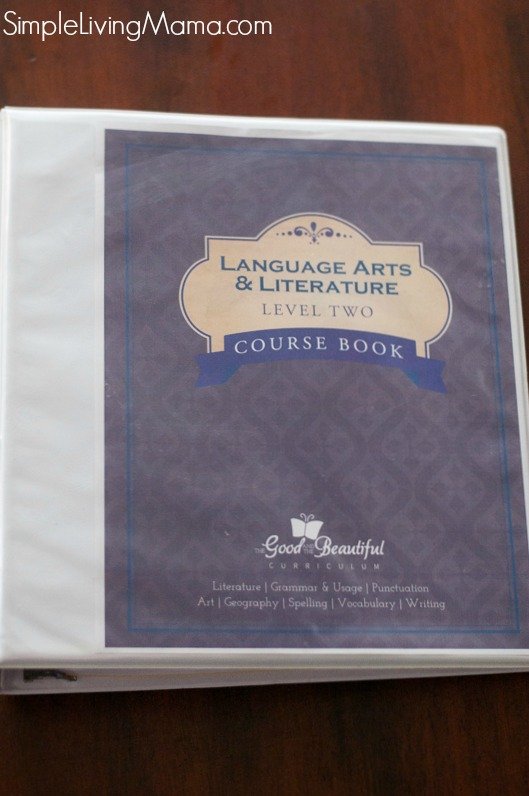 SimpleLivingMama.com
LANGUAGE ARTS
& LITERATURE
LEVEL TWO
COURSE BOOK
THE Good AND THE Beautiful
CURRICULUM
Literature | Grammar & Usage | Punctuation
Art | Geography | Spelling | Vocabulary | Writing